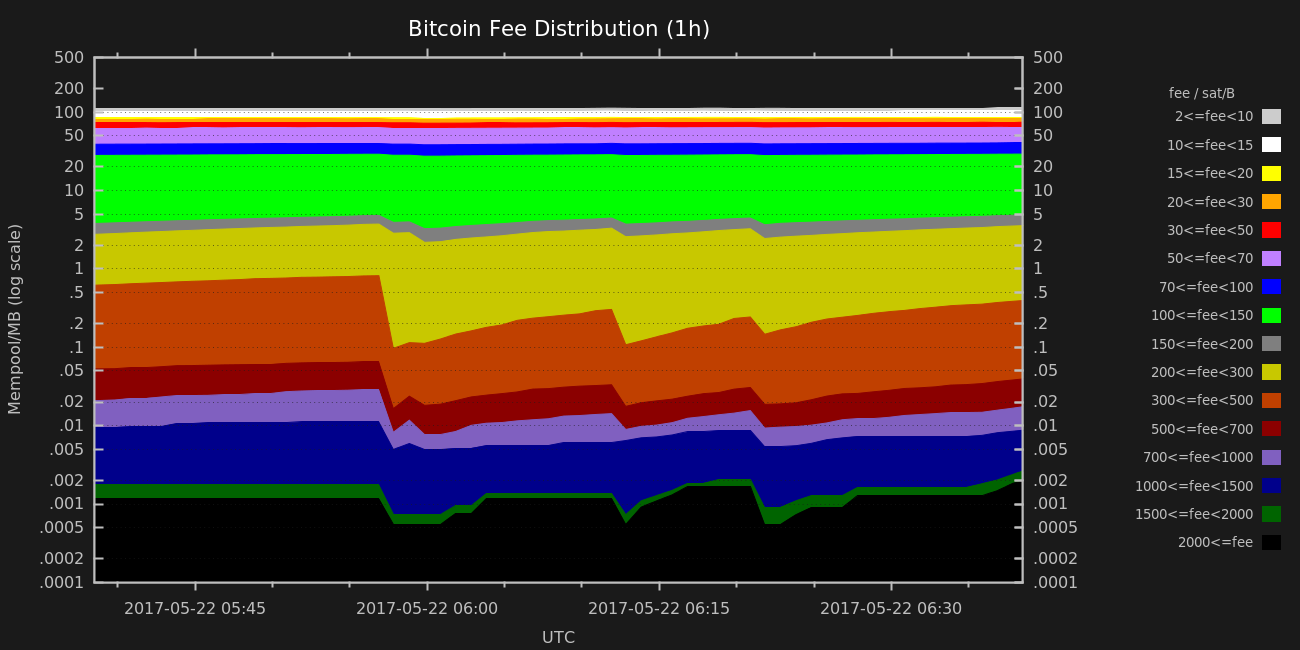 Bitcoin Fee Distribution (1h)
500
200
100
50
20
10
5
2
1
.5
.2
.1
.05
.02
.01
.005
.002
.001
.0005
.0002
.0001
Mempool/MB (log scale)
500
200
100
50
20
10
5
2
1
.5
.2
.1
.05
.02
.01
.005
.002
.001
.0005
.0002
.0001
2017-05-22 05:45
2017-05-22 06:00
2017-05-22 06:15
2017-05-22 06:30
UTC
fee / sat/B
2<=fee<10
10<=fee<15
15<=fee<20
20<=fee<30
30<=fee<50
50<=fee<70
70<=fee<100
100<=fee<150
150<=fee<200
200<=fee<300
300<=fee<500
500<=fee<700
700<=fee<1000
1000<=fee<1500
1500<=fee<2000
2000<=fee